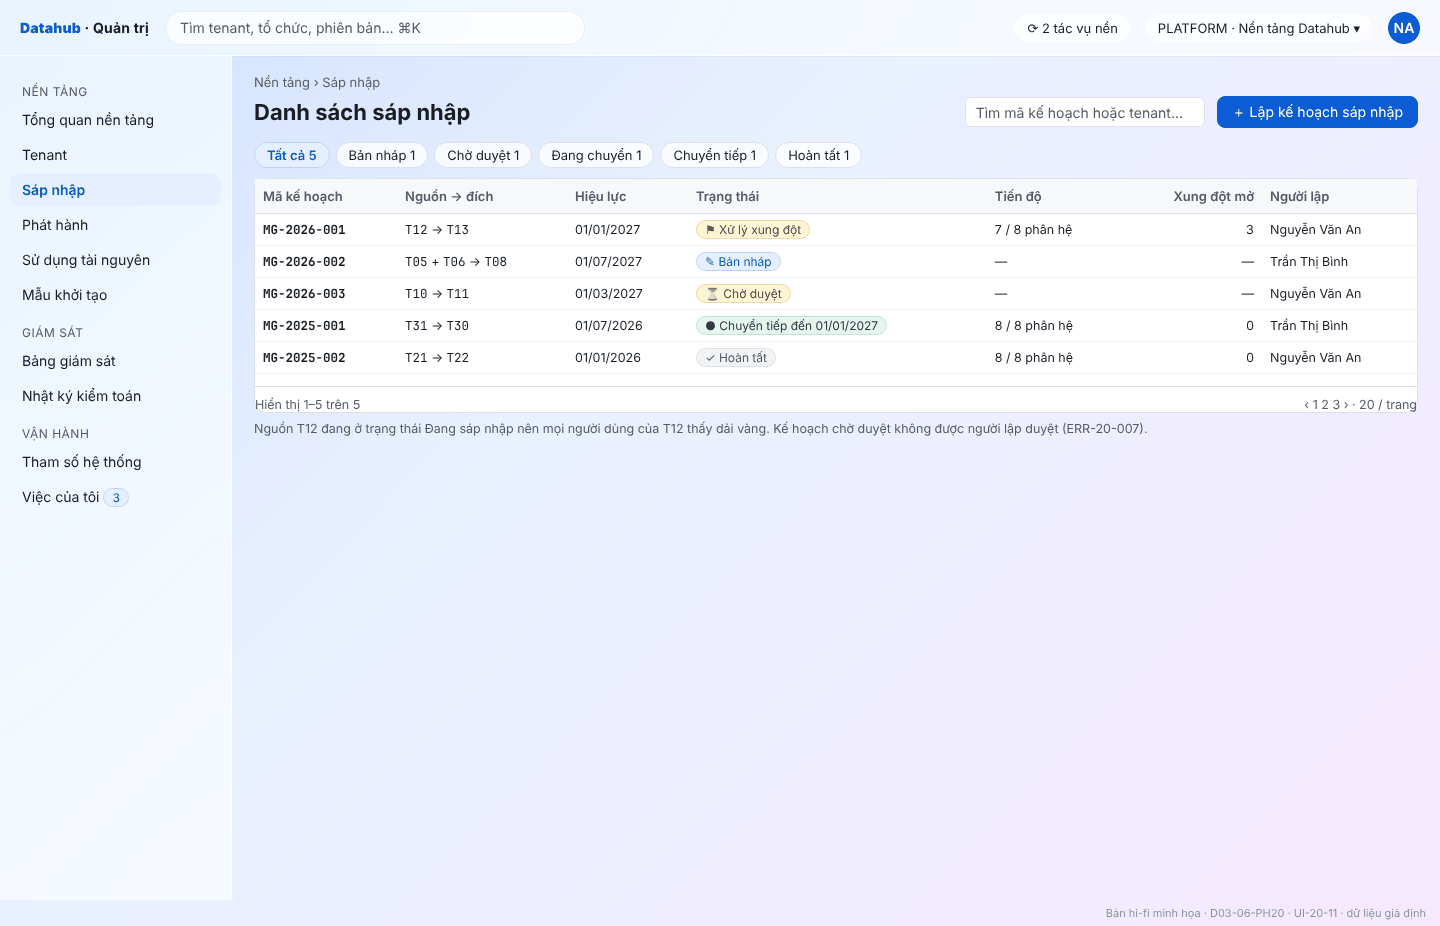 Datahub · Quản trị
Tìm tenant, tổ chức, phiên bản... ⌘K
⟳ 2 tác vụ nền
PLATFORM · Nền tảng Datahub ▾
NA
NỀN TẢNG
Tổng quan nền tảng
Tenant
Sáp nhập
Phát hành
Sử dụng tài nguyên
Mẫu khởi tạo
GIÁM SÁT
Bảng giám sát
Nhật ký kiểm toán
VẬN HÀNH
Tham số hệ thống
Việc của tôi 3
Nền tảng › Sáp nhập
Danh sách sáp nhập
Tìm mã kế hoạch hoặc tenant...
＋ Lập kế hoạch sáp nhập
Tất cả 5 Bản nháp 1 Chờ duyệt 1 Đang chuyển 1 Chuyển tiếp 1 Hoàn tất 1
Mã kế hoạch Nguồn → đích Hiệu lực Trạng thái Tiến độ Xung đột mở Người lập
MG-2026-001 T12 → T13 01/01/2027 ⚑ Xử lý xung đột 7 / 8 phân hệ 3 Nguyễn Văn An
MG-2026-002 T05 + T06 → T08 01/07/2027 ✎ Bản nháp — — Trần Thị Bình
MG-2026-003 T10 → T11 01/03/2027 ⏳ Chờ duyệt — — Nguyễn Văn An
MG-2025-001 T31 → T30 01/07/2026 ● Chuyển tiếp đến 01/01/2027 8 / 8 phân hệ 0 Trần Thị Bình
MG-2025-002 T21 → T22 01/01/2026 ✓ Hoàn tất 8 / 8 phân hệ 0 Nguyễn Văn An
Hiển thị 1–5 trên 5 ‹ 1 2 3 › · 20 / trang
Nguồn T12 đang ở trạng thái Đang sáp nhập nên mọi người dùng của T12 thấy dải vàng. Kế hoạch chờ duyệt không được người lập duyệt (ERR-20-007).
Bản hi-fi minh họa · D03-06-PH20 · UI-20-11 · dữ liệu giả định